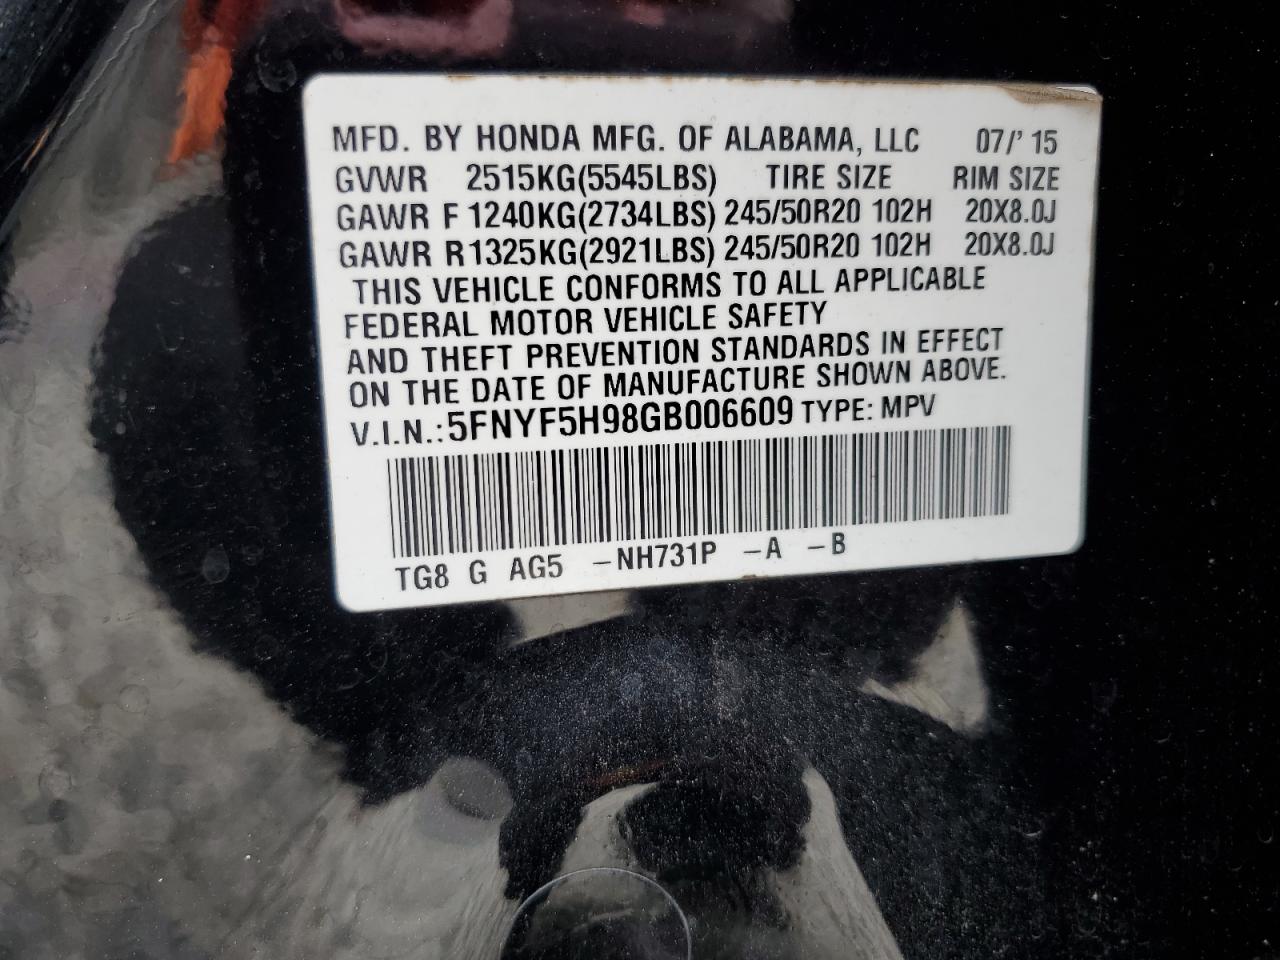 MFD. BY HONDA MFG. OF ALABAMA, LLC 07/' 15
GVWR 2515KG(5545LBS) TIRE SIZE RIM SIZE
GAWR F 1240KG(2734LBS) 245/50R20 102H 20X8.0J
GAWR R 1325KG(2921LBS) 245/50R20 102H 20X8.0J
THIS VEHICLE CONFORMS TO ALL APPLICABLE
FEDERAL MOTOR VEHICLE SAFETY
AND THEFT PREVENTION STANDARDS IN EFFECT
ON THE DATE OF MANUFACTURE SHOWN ABOVE.
V.I.N.: 5FNYF5H98GB006609 TYPE: MPV
TG8 G AG5 –NH731P –A –B